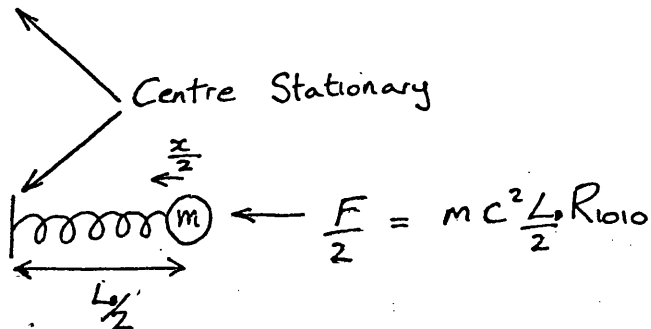 Centre Stationary
x/2
m
F/2 = mc² L₀/2 R₁₀₁₀
L₀/2